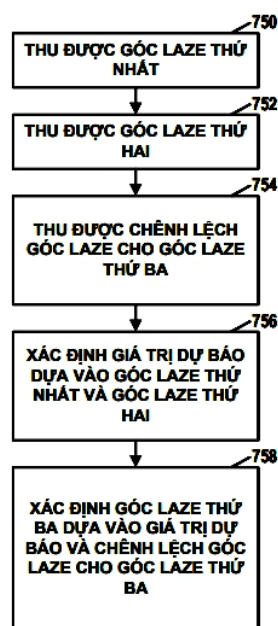 750
THU ĐƯỢC GÓC LAZE THỨ
NHẤT
752
THU ĐƯỢC GÓC LAZE THỨ
HAI
754
THU ĐƯỢC CHÊNH LỆCH
GÓC LAZE CHO GÓC LAZE
THỨ BA
756
XÁC ĐỊNH GIÁ TRỊ DỰ BÁO
DỰA VÀO GÓC LAZE THỨ
NHẤT VÀ GÓC LAZE THỨ
HAI
758
XÁC ĐỊNH GÓC LAZE THỨ
BA DỰA VÀO GIÁ TRỊ DỰ
BÁO VÀ CHÊNH LỆCH GÓC
LAZE CHO GÓC LAZE THỨ
BA